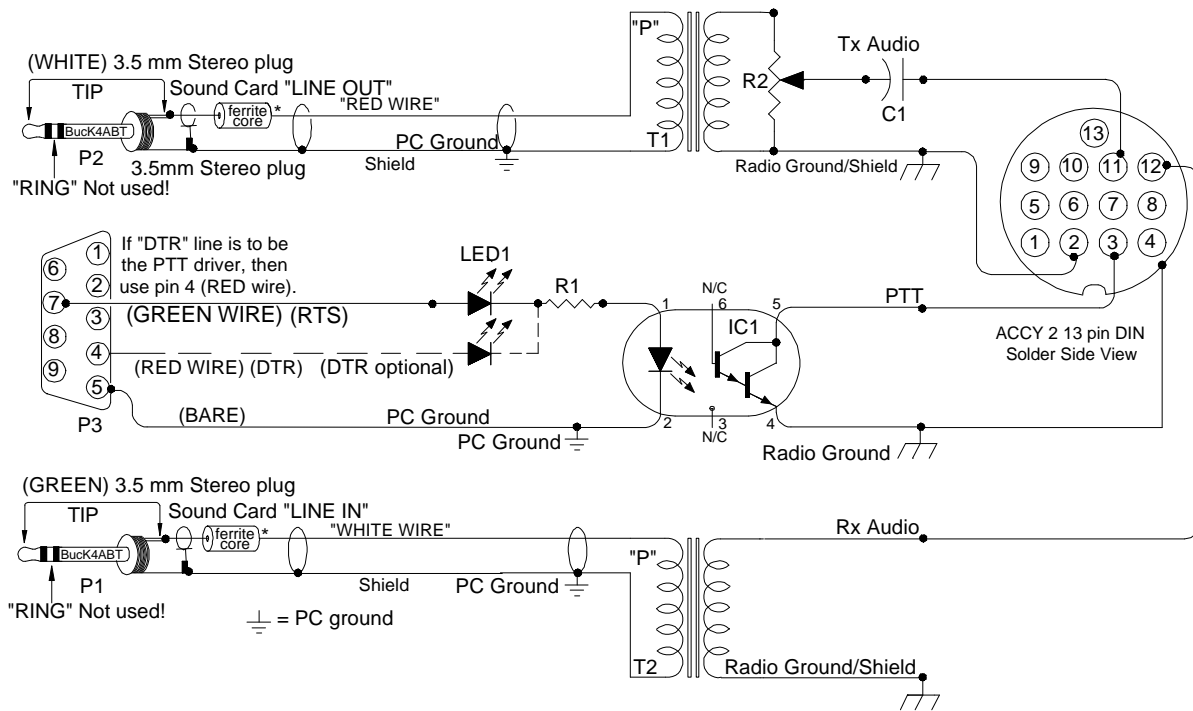 (WHITE) 3.5 mm Stereo plug
TIP
Sound Card "LINE OUT"
ferrite
core
*
"RED WIRE"
BucK4ABT
P2
3.5mm Stereo plug
"RING" Not used!
Shield
PC Ground
"P"
T1
R2
Tx Audio
C1
Radio Ground/Shield
13
9
10
11
12
5
6
7
8
1
2
3
4
ACCY 2 13 pin DIN
Solder Side View
1
6
2
7
3
8
4
9
5
P3
If "DTR" line is to be
the PTT driver, then
use pin 4 (RED wire).
(GREEN WIRE) (RTS)
(RED WIRE) (DTR)
(DTR optional)
(BARE)
PC Ground
PC Ground
LED1
R1
N/C
1
6
5
IC1
2
3
4
N/C
PTT
Radio Ground
(GREEN) 3.5 mm Stereo plug
TIP
Sound Card "LINE IN"
ferrite
core
*
"WHITE WIRE"
BucK4ABT
P1
"RING" Not used!
Shield
PC Ground
= PC ground
"P"
T2
Rx Audio
Radio Ground/Shield